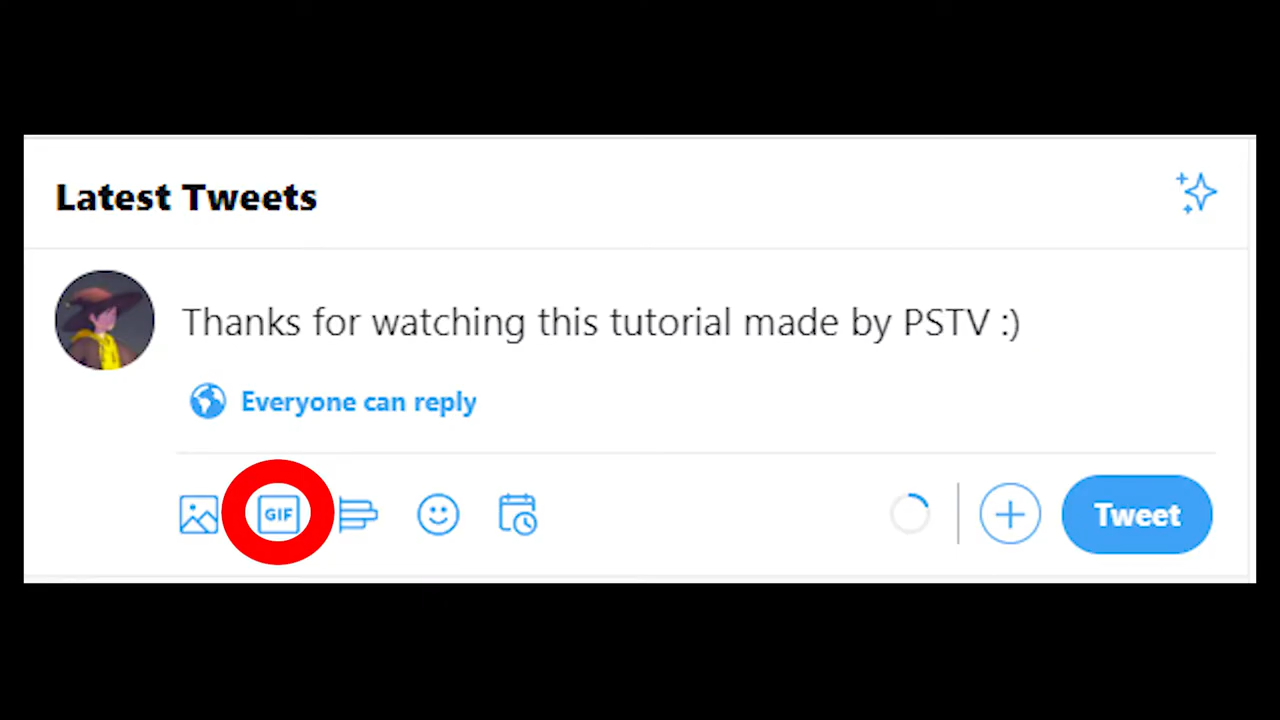 Latest Tweets
Thanks for watching this tutorial made by PSTV :)
Everyone can reply
GIF
Tweet